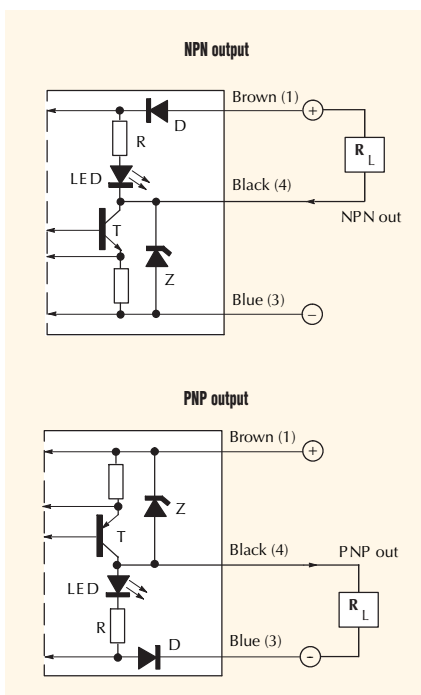 NPN output
Brown (1)
+
D
R
R L
LED
Black (4)
NPN out
T
Z
Blue (3)
−
PNP output
Brown (1)
+
Z
T
Black (4)
PNP out
LED
R L
R
D
Blue (3)
-